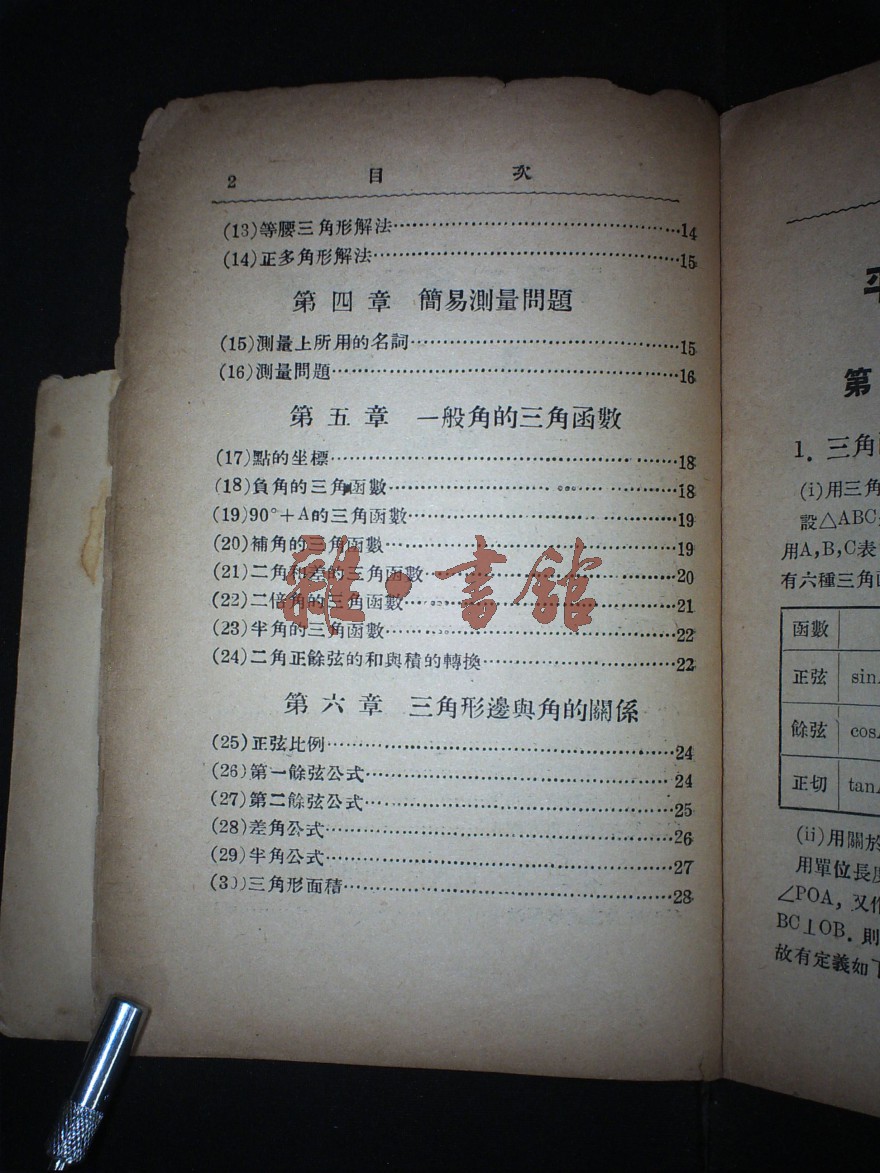 2 目 次
(13)等腰三角形解法……14
(14)正多角形解法……15
第四章 簡易測量問題
(15)測量上所用的名詞……15
(16)測量問題……16
第五章 一般角的三角函數
(17)點的坐標……18
(18)負角的三角函數……18
(19)90°+A的三角函數……19
(20)補角的三角函數……19
(21)二角和差的三角函數……20
(22)二倍角的三角函數……21
(23)半角的三角函數……22
(24)二角正餘弦的和與積的轉換……22
第六章 三角形邊與角的關係
(25)正弦比例……24
(26)第一餘弦公式……24
(27)第二餘弦公式……25
(28)差角公式……26
(29)半角公式……27
(30)三角形面積……28
雜·書館
第
1. 三角
(i)用三角
設△ABC
用A,B,C表
有六種三角
函數
正弦 sin
餘弦 cos
正切 tan
(ii)用關於
用單位長度
∠POA, 又作
BC⊥OB. 則
故有定義如下